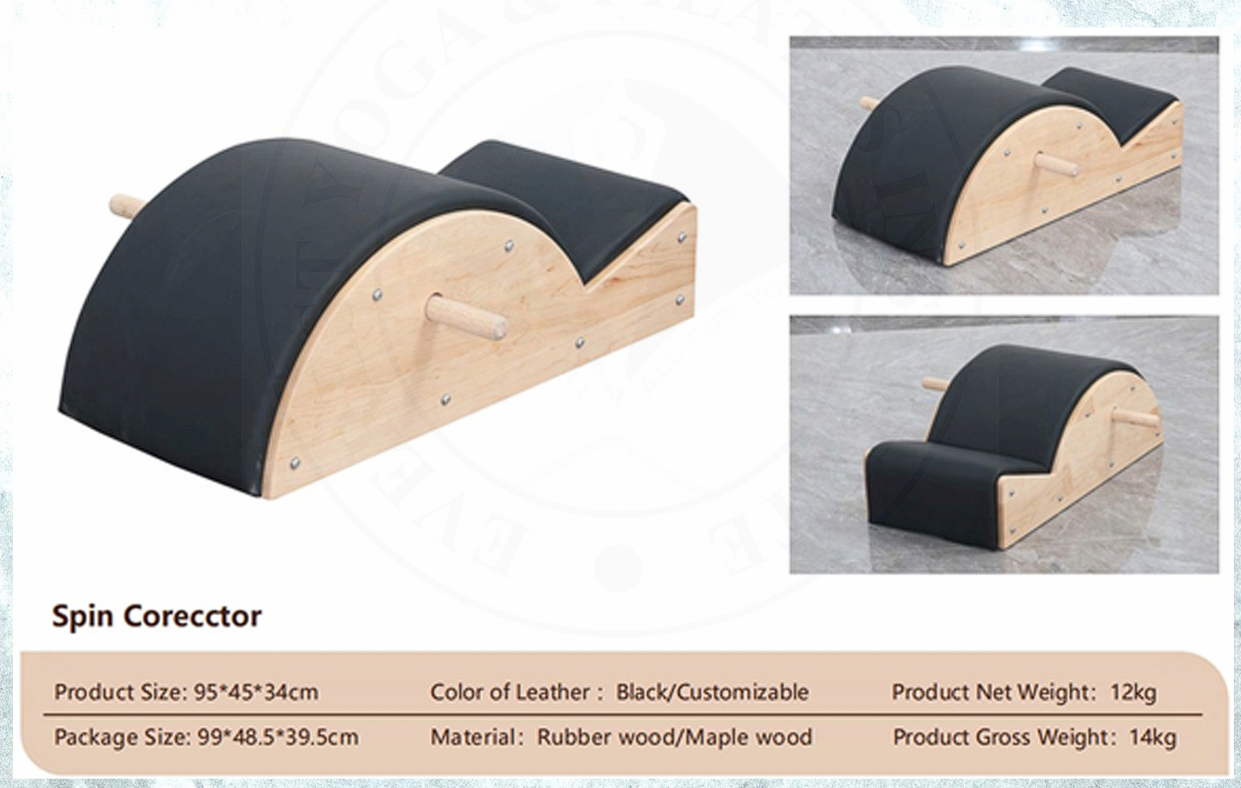 Spin Corecctor
Product Size: 95*45*34cm
Color of Leather : Black/Customizable
Product Net Weight: 12kg
Package Size: 99*48.5*39.5cm
Material: Rubber wood/Maple wood
Product Gross Weight: 14kg